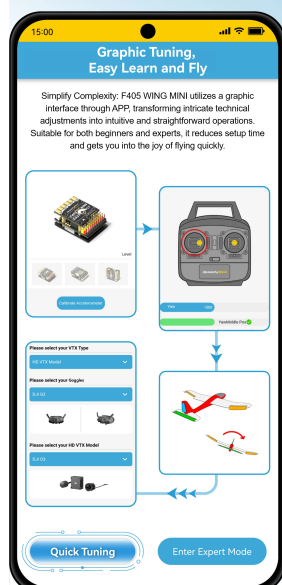 15:00
Graphic Tuning,
Easy Learn and Fly
Simplify Complexity: F405 WING MINI utilizes a graphic
interface through APP, transforming intricate technical
adjustments into intuitive and straightforward operations.
Suitable for both beginners and experts, it reduces setup time
and gets you into the joy of flying quickly.
Level
Calibrate Accelerometer
Yaw
YawMiddle Pos
Please select your VTX Type
HD VTX Model
Please select your Goggles
Please select your HD VTX Model
DJI O3
Quick Tuning
Enter Expert Mode